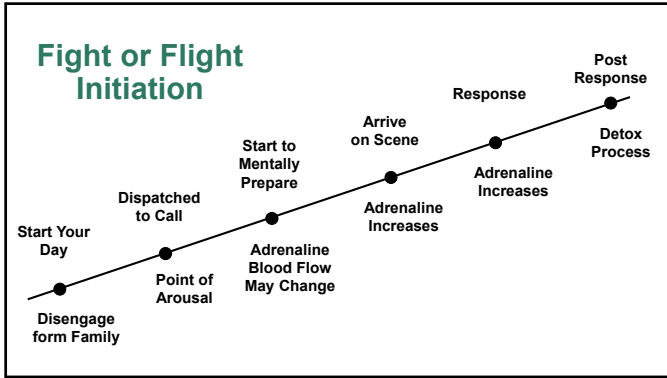 Fight or Flight
Initiation
Start Your
Day
Disengage
form Family
Dispatched
to Call
Point of
Arousal
Start to
Mentally
Prepare
Adrenaline
Blood Flow
May Change
Arrive
on Scene
Adrenaline
Increases
Response
Adrenaline
Increases
Post
Response
Detox
Process